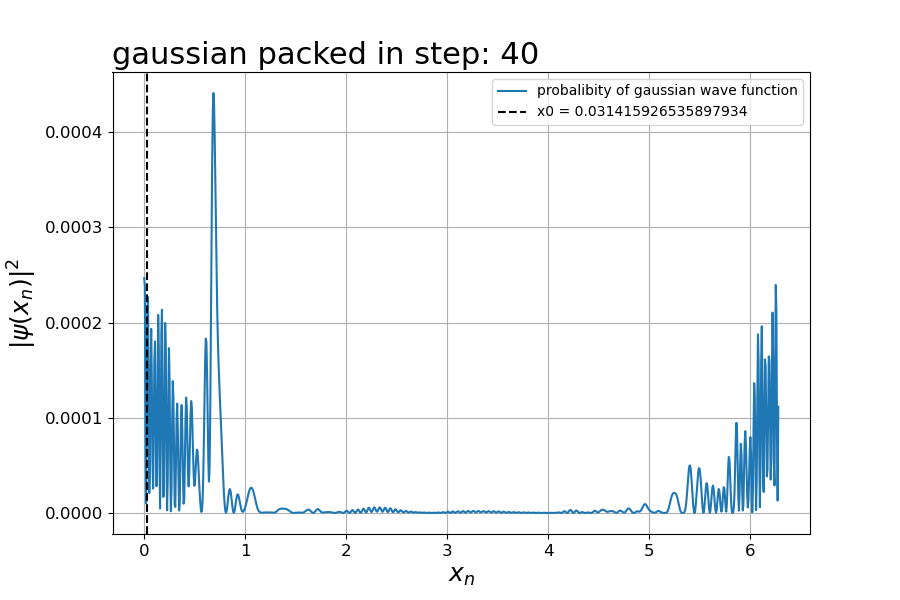 gaussian packed in step: 40
probalibity of gaussian wave function
x0 = 0.031415926535897934
0.0004
0.0003
0.0002
0.0001
0.0000
|ψ(xₙ)|²
0 1 2 3 4 5 6
xₙ